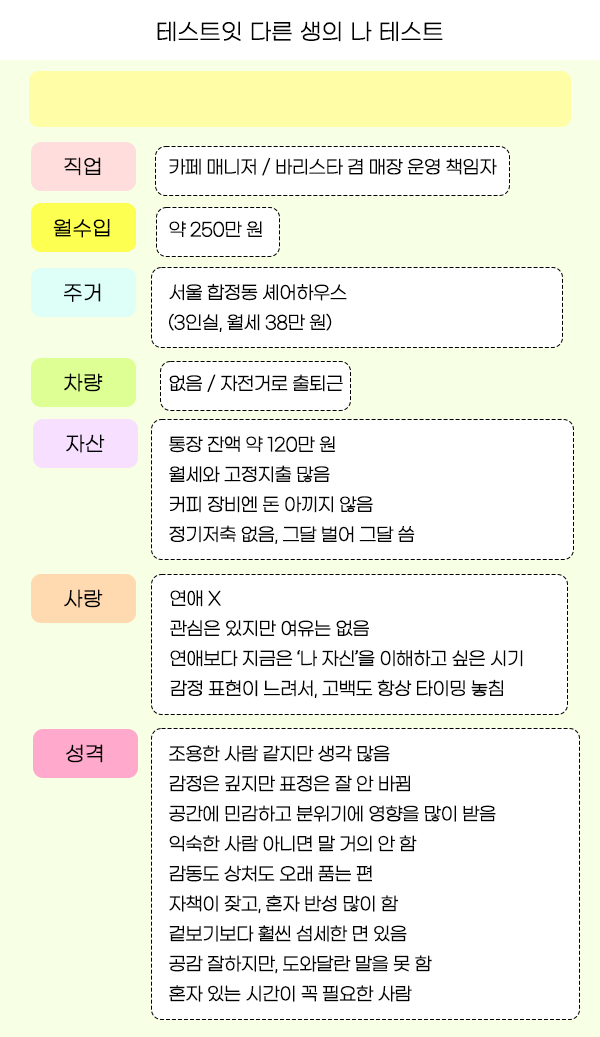 테스트잇 다른 생의 나 테스트
직업
카페 매니저 / 바리스타 겸 매장 운영 책임자
월수입
약 250만 원
주거
서울 합정동 셰어하우스
(3인실, 월세 38만 원)
차량
없음 / 자전거로 출퇴근
자산
통장 잔액 약 120만 원
월세와 고정지출 많음
커피 장비엔 돈 아끼지 않음
정기저축 없음, 그달 벌어 그달 씀
사랑
연애 X
관심은 있지만 여유는 없음
연애보다 지금은 ‘나 자신’을 이해하고 싶은 시기
감정 표현이 느려서, 고백도 항상 타이밍 놓침
성격
조용한 사람 같지만 생각 많음
감정은 깊지만 표정은 잘 안 바뀜
공간에 민감하고 분위기에 영향을 많이 받음
익숙한 사람 아니면 말 거의 안 함
감동도 상처도 오래 품는 편
자책이 잦고, 혼자 반성 많이 함
겉보기보다 훨씬 섬세한 면 있음
공감 잘하지만, 도와달란 말을 못 함
혼자 있는 시간이 꼭 필요한 사람